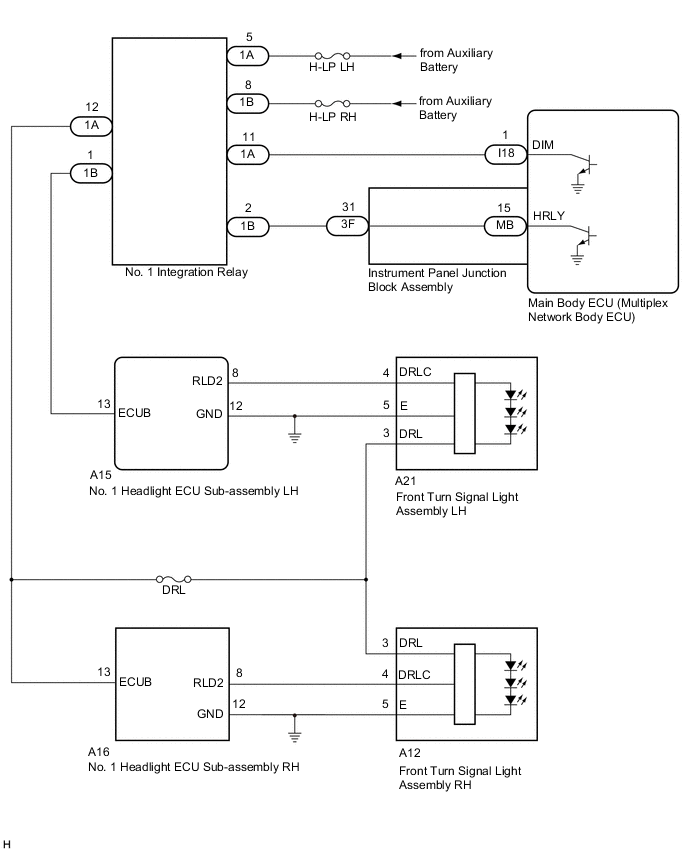 5
1A
H-LP LH
from Auxiliary
Battery
8
1B
H-LP RH
from Auxiliary
Battery
12
1A
11
1A
1
I18
DIM
1
1B
2
1B
31
3F
15
MB
HRLY
No. 1 Integration Relay
Instrument Panel Junction
Block Assembly
Main Body ECU (Multiplex
Network Body ECU)
RLD2
8
4
DRLC
13
ECUB
GND
12
5
E
3
DRL
A15
No. 1 Headlight ECU Sub-assembly LH
A21
Front Turn Signal Light
Assembly LH
DRL
3
DRL
13
ECUB
RLD2
8
4
DRLC
GND
12
5
E
A16
No. 1 Headlight ECU Sub-assembly RH
A12
Front Turn Signal Light
Assembly RH
H